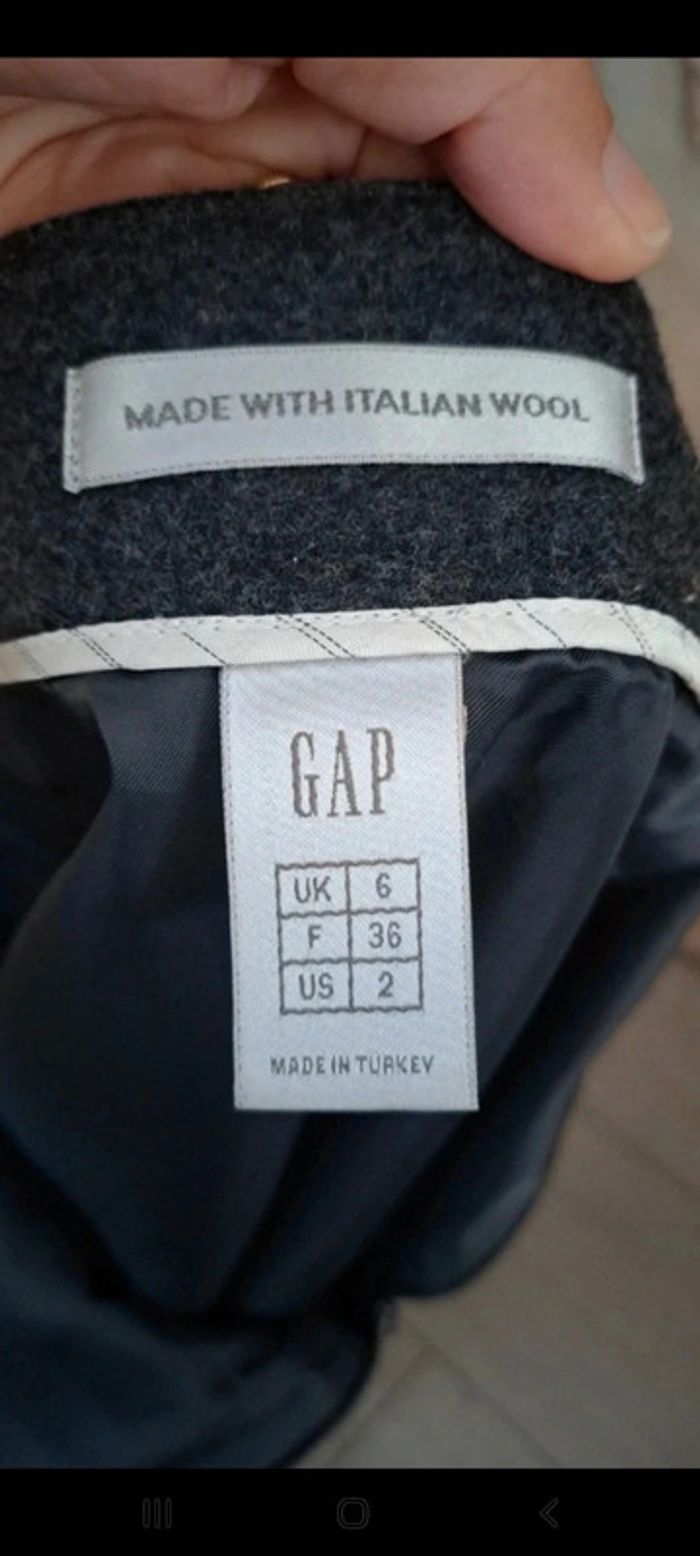 MADE WITH ITALIAN WOOL
GAP
UK 6
F 36
US 2
MADE IN TURKEY